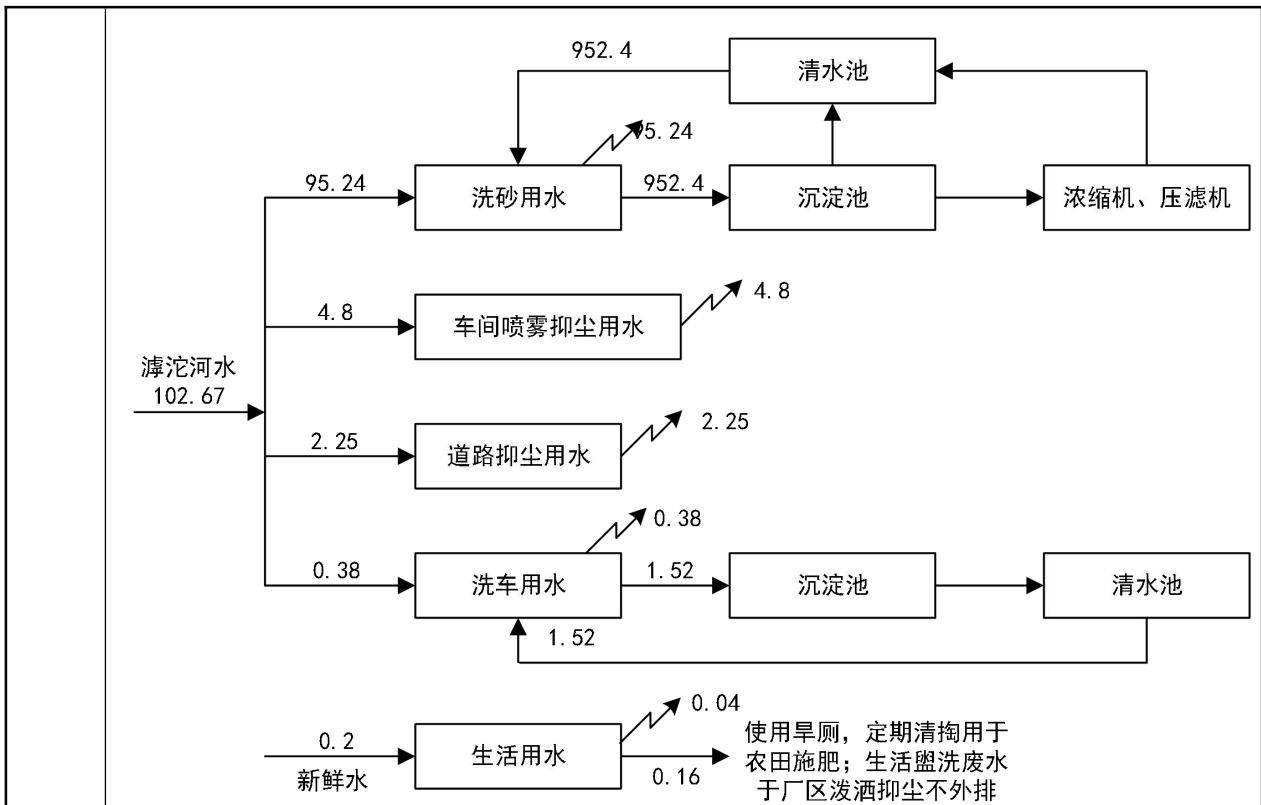 952.4
清水池
95.24
95.24
洗砂用水
952.4
沉淀池
浓缩机、压滤机
4.8
车间喷雾抑尘用水
4.8
滹沱河水
102.67
2.25
道路抑尘用水
2.25
0.38
0.38
洗车用水
1.52
沉淀池
清水池
1.52
0.04
0.2
新鲜水
生活用水
0.16
使用旱厕，定期清掏用于
农田施肥；生活盥洗废水
于厂区泼洒抑尘不外排